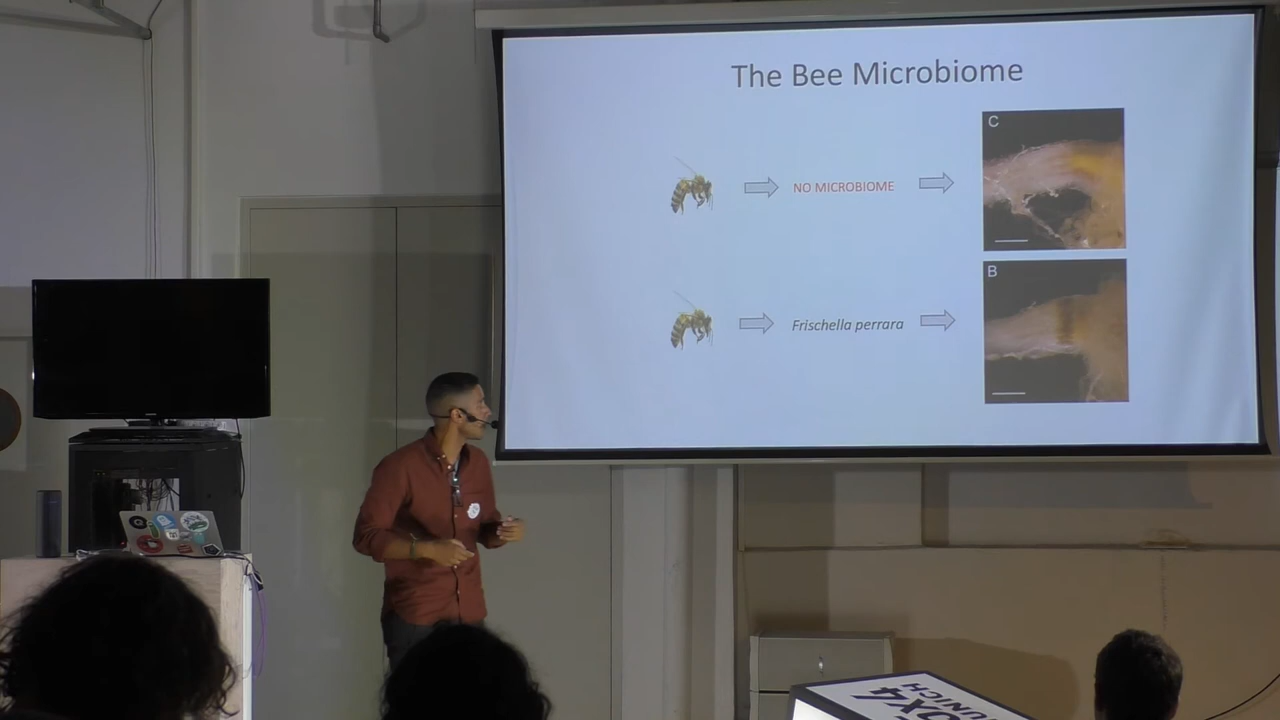 The Bee Microbiome
C
NO MICROBIOME
B
Frischella perrara